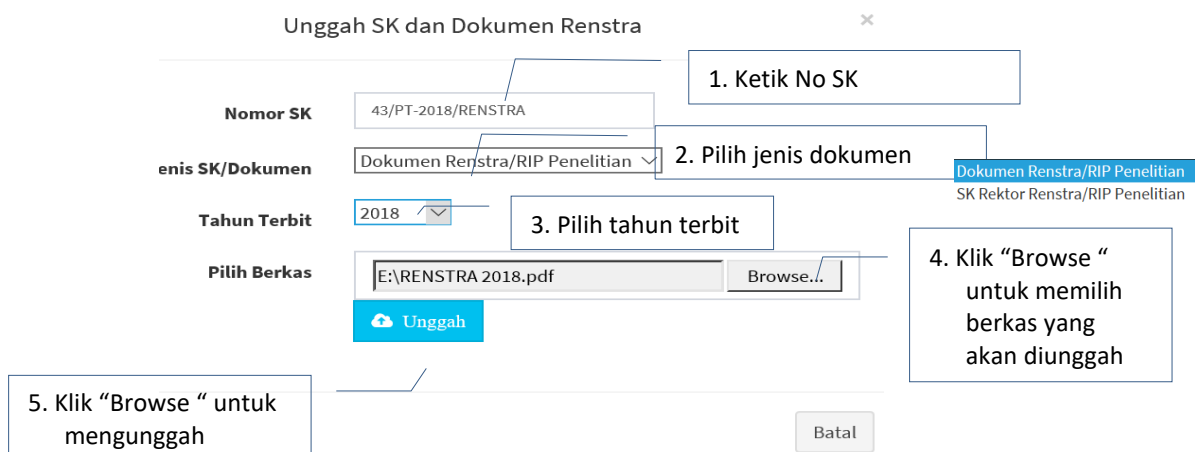 Unggah SK dan Dokumen Renstra
×
1. Ketik No SK
Nomor SK
43/PT-2018/RENSTRA
enis SK/Dokumen
Dokumen Renstra/RIP Penelitian
2. Pilih jenis dokumen
Dokumen Renstra/RIP Penelitian
SK Rektor Renstra/RIP Penelitian
Tahun Terbit
2018
3. Pilih tahun terbit
Pilih Berkas
E:\RENSTRA 2018.pdf
Browse...
4. Klik “Browse “
untuk memilih
berkas yang
akan diunggah
Unggah
5. Klik “Browse “ untuk
mengunggah
Batal